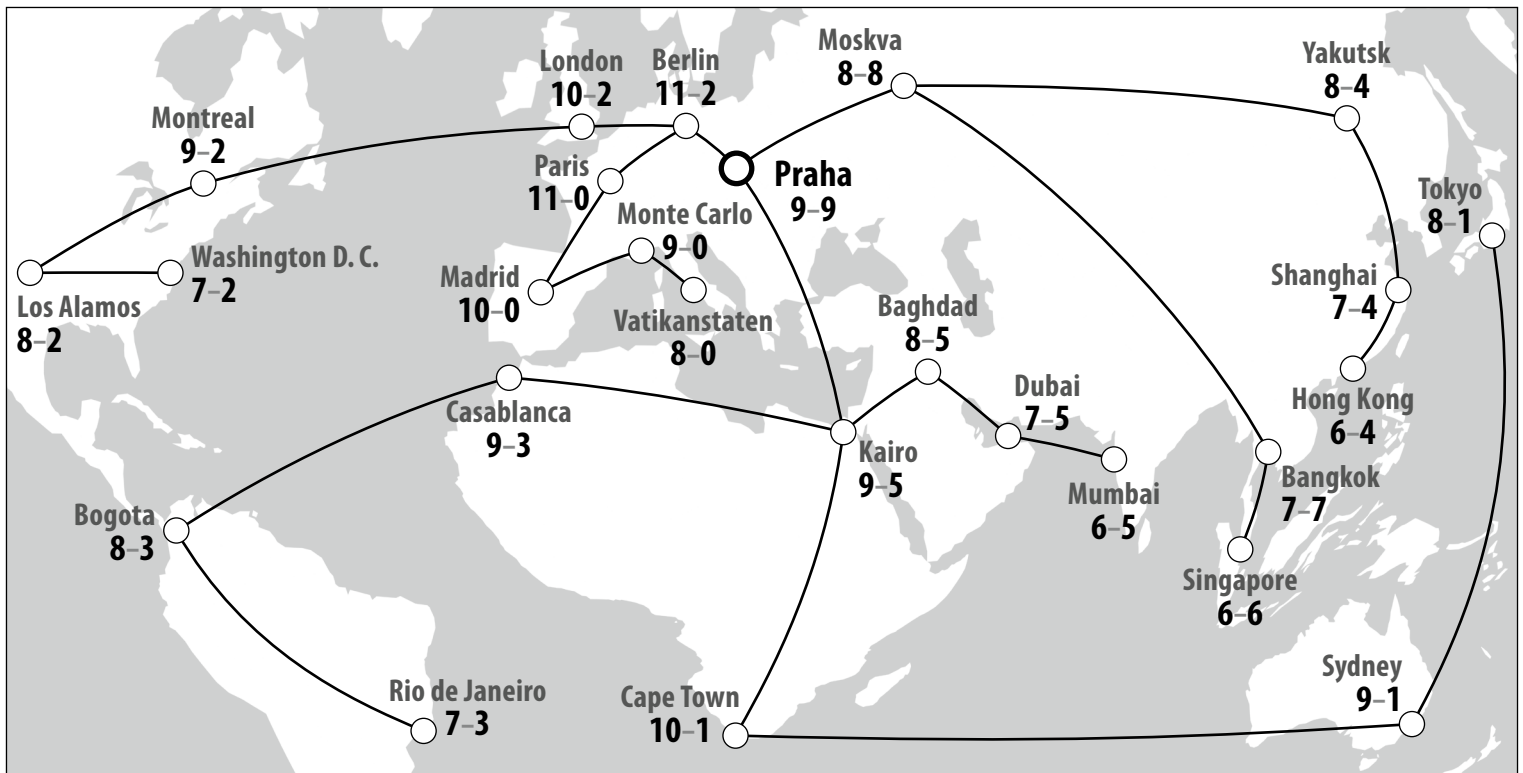 Moskva
8–8
Yakutsk
8–4
London
10–2
Berlin
11–2
Montreal
9–2
Paris
11–0
Praha
9–9
Tokyo
8–1
Monte Carlo
9–0
Washington D. C.
7–2
Madrid
10–0
Shanghai
7–4
Los Alamos
8–2
Vatikanstaten
8–0
Baghdad
8–5
Dubai
7–5
Casablanca
9–3
Hong Kong
6–4
Kairo
9–5
Mumbai
6–5
Bangkok
7–7
Bogota
8–3
Singapore
6–6
Rio de Janeiro
7–3
Cape Town
10–1
Sydney
9–1